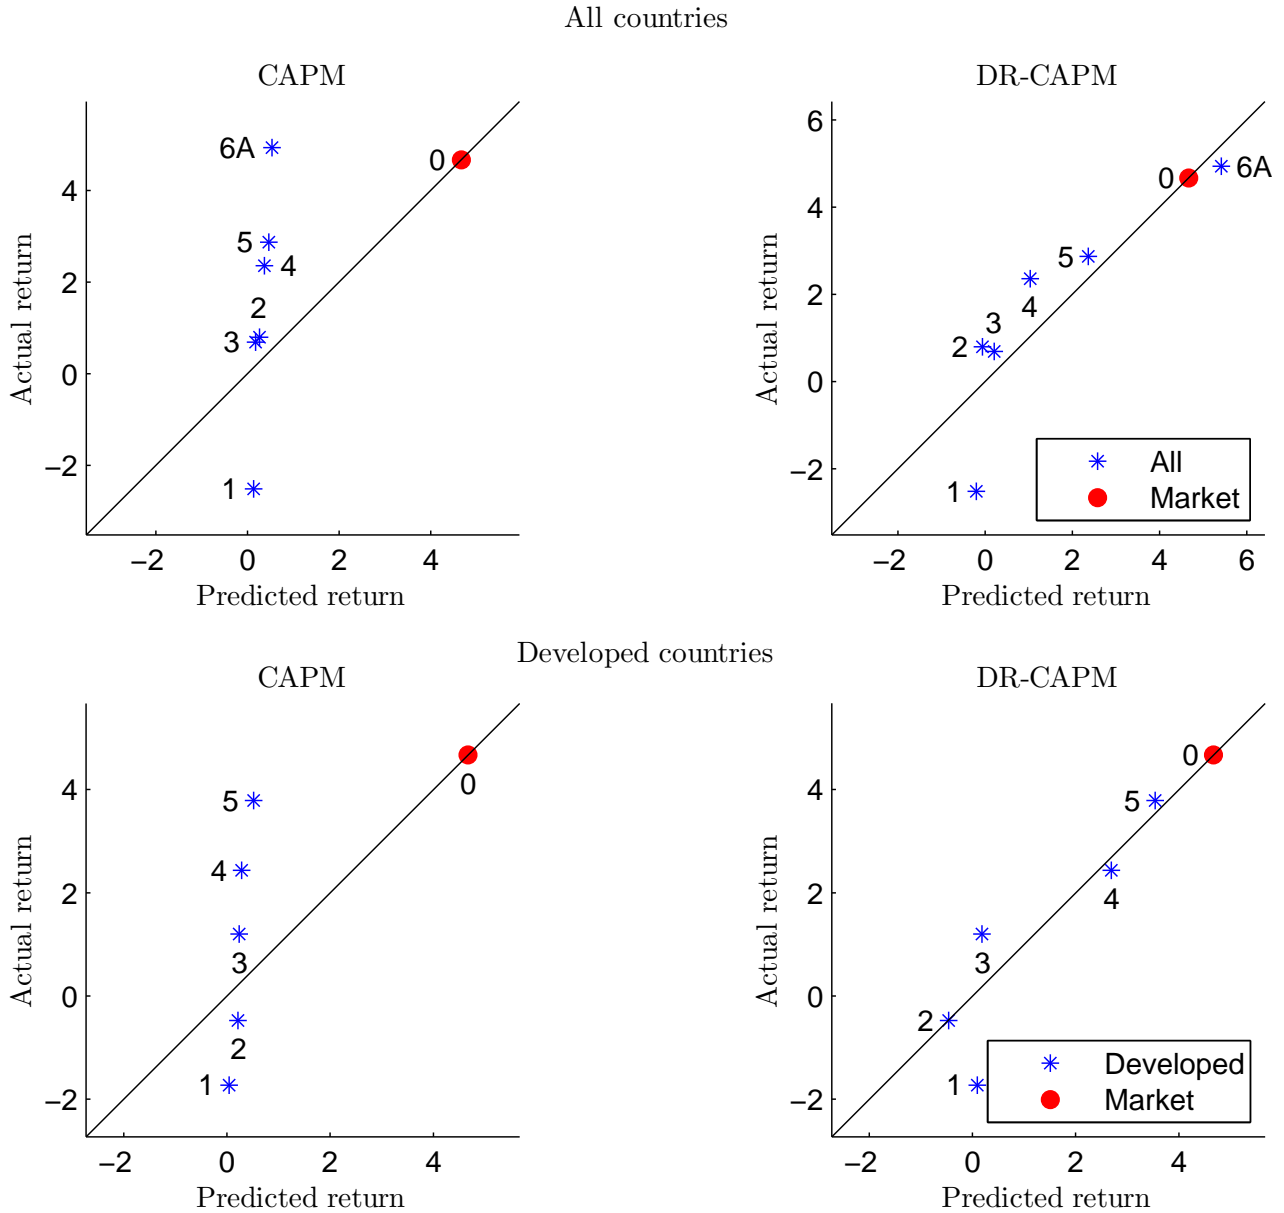 All countries
CAPM
6A
0
4
5
4
2
2
3
0
−2
1
−2 0 2 4
Actual return
Predicted return
DR-CAPM
6
6A
0
4
5
4
2
3
2
0
−2
1
All
Market
−2 0 2 4 6
Actual return
Predicted return
Developed countries
CAPM
0
4
5
4
2
3
0
2
−2
1
−2 0 2 4
Actual return
Predicted return
DR-CAPM
0
4
5
2
4
3
0
2
−2
1
Developed
Market
−2 0 2 4
Actual return
Predicted return